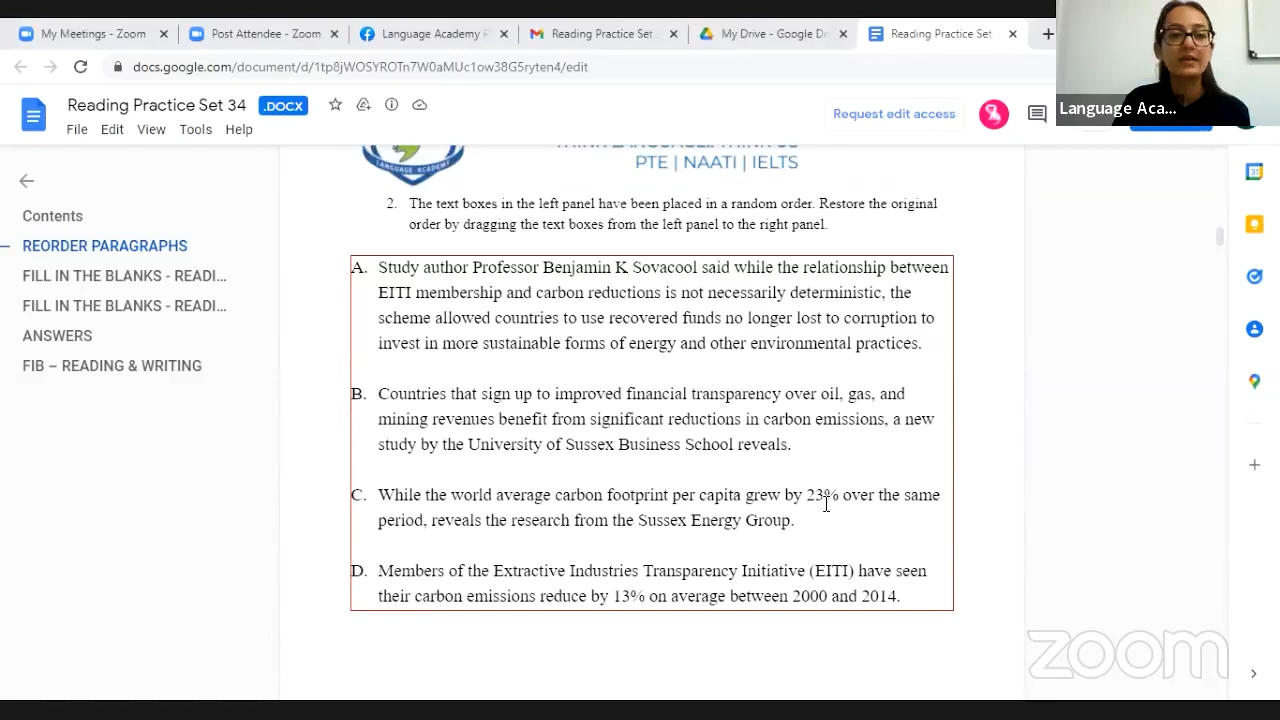 My Meetings - Zoom
Post Attendee - Zoom
Language Academy
Reading Practice Set
My Drive - Google
Reading Practice Set
docs.google.com/document/d/1tp8jWOSYROTn7W0aMUc1ow38G5ryten4/edit
Reading Practice Set 34 .DOCX
Request edit access
Language Aca...
File Edit View Tools Help
LANGUAGE ACADEMY
PTE | NAATI | IELTS
Contents
REORDER PARAGRAPHS
FILL IN THE BLANKS - READI...
FILL IN THE BLANKS - READI...
ANSWERS
FIB – READING & WRITING
2. The text boxes in the left panel have been placed in a random order. Restore the original
order by dragging the text boxes from the left panel to the right panel.
A. Study author Professor Benjamin K Sovacool said while the relationship between
EITI membership and carbon reductions is not necessarily deterministic, the
scheme allowed countries to use recovered funds no longer lost to corruption to
invest in more sustainable forms of energy and other environmental practices.
B. Countries that sign up to improved financial transparency over oil, gas, and
mining revenues benefit from significant reductions in carbon emissions, a new
study by the University of Sussex Business School reveals.
C. While the world average carbon footprint per capita grew by 23% over the same
period, reveals the research from the Sussex Energy Group.
D. Members of the Extractive Industries Transparency Initiative (EITI) have seen
their carbon emissions reduce by 13% on average between 2000 and 2014.
31
zoom